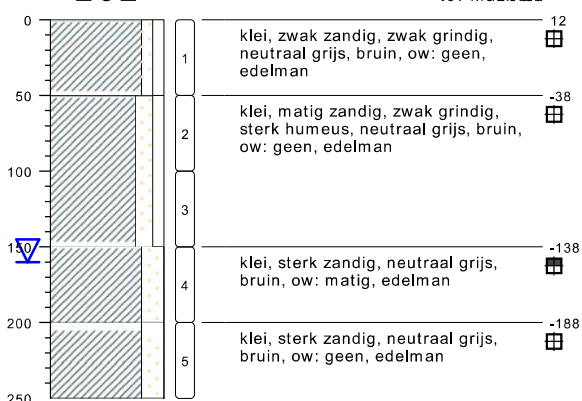 0
12
klei, zwak zandig, zwak grindig,
neutraal grijs, bruin, ow: geen,
edelman
1
50
-38
klei, matig zandig, zwak grindig,
sterk humeus, neutraal grijs, bruin,
ow: geen, edelman
2
100
3
150
-138
klei, sterk zandig, neutraal grijs,
bruin, ow: matig, edelman
4
200
-188
klei, sterk zandig, neutraal grijs,
bruin, ow: geen, edelman
5
250